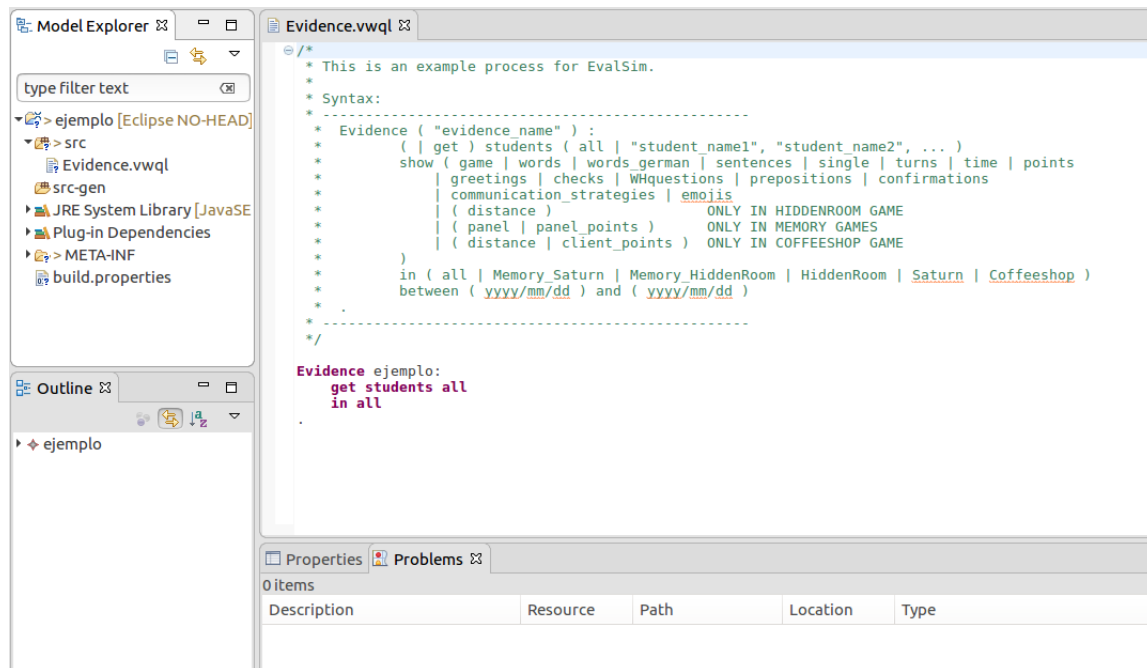 Model Explorer
type filter text
> ejemplo [Eclipse NO-HEAD]
> src
Evidence.vwql
src-gen
JRE System Library [JavaSE
Plug-in Dependencies
> META-INF
build.properties
Outline
ejemplo
Evidence.vwql
/*
* This is an example process for EvalSim.
*
* Syntax:
* --------------------------------------------------
* Evidence ( "evidence_name" ) :
* ( | get ) students ( all | "student_name1", "student_name2", ... )
* show ( game | words | words_german | sentences | single | turns | time | points
* | greetings | checks | WHquestions | prepositions | confirmations
* | communication_strategies | emojis
* | ( distance ) ONLY IN HIDDENROOM GAME
* | ( panel | panel_points ) ONLY IN MEMORY GAMES
* | ( distance | client_points ) ONLY IN COFFEESHOP GAME
* )
* in ( all | Memory_Saturn | Memory_HiddenRoom | HiddenRoom | Saturn | Coffeeshop )
* between ( yyyy/mm/dd ) and ( yyyy/mm/dd )
* .
* --------------------------------------------------
*/
Evidence ejemplo:
get students all
in all
.
Properties Problems
0 items
Description Resource Path Location Type